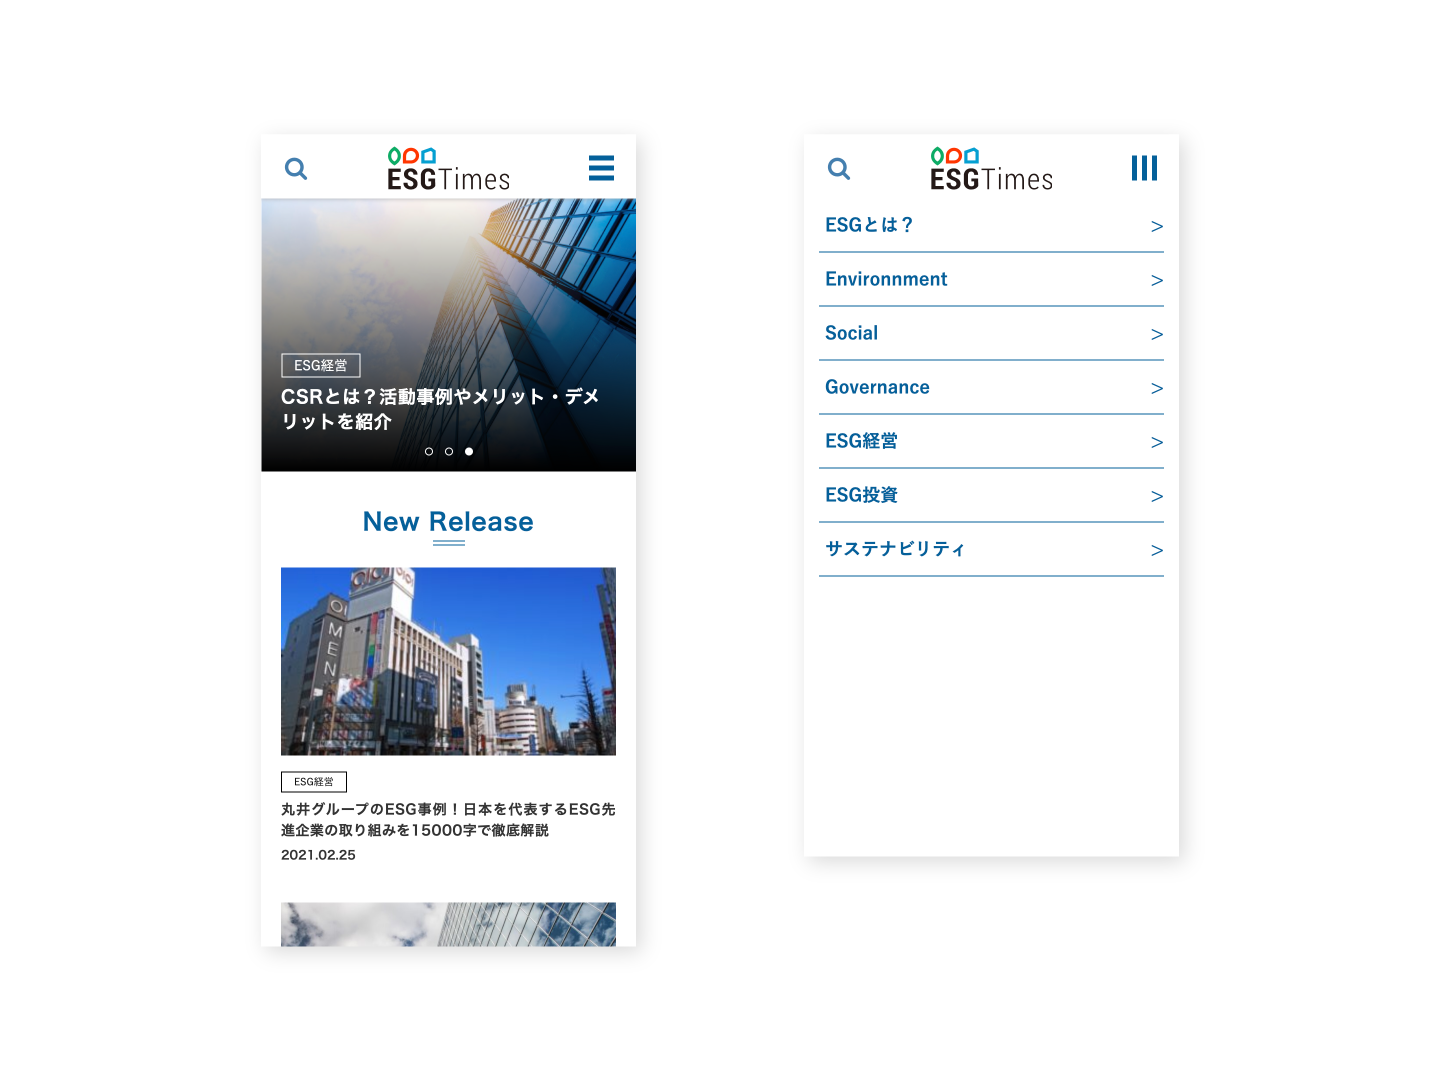 ESGTimes
ESG経営
CSRとは？活動事例やメリット・デメ
リットを紹介
New Release
OIOI
OI
MEN
ESG経営
丸井グループのESG事例！日本を代表するESG先
進企業の取り組みを15000字で徹底解説
2021.02.25
ESGTimes
ESGとは？ >
Environnment >
Social >
Governance >
ESG経営 >
ESG投資 >
サステナビリティ >